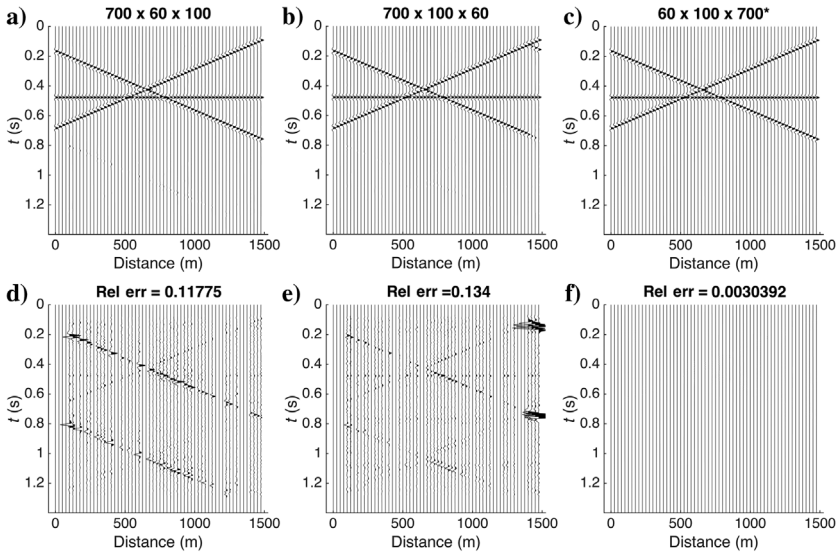 a) 700 x 60 x 100
0
0.2
0.4
0.6
0.8
1
1.2
t (s)
0 500 1000 1500
Distance (m)
b) 700 x 100 x 60
0
0.2
0.4
0.6
0.8
1
1.2
t (s)
0 500 1000 1500
Distance (m)
c) 60 x 100 x 700*
0
0.2
0.4
0.6
0.8
1
1.2
t (s)
0 500 1000 1500
Distance (m)
d) Rel err = 0.11775
0
0.2
0.4
0.6
0.8
1
1.2
t (s)
0 500 1000 1500
Distance (m)
e) Rel err =0.134
0
0.2
0.4
0.6
0.8
1
1.2
t (s)
0 500 1000 1500
Distance (m)
f) Rel err = 0.0030392
0
0.2
0.4
0.6
0.8
1
1.2
t (s)
0 500 1000 1500
Distance (m)